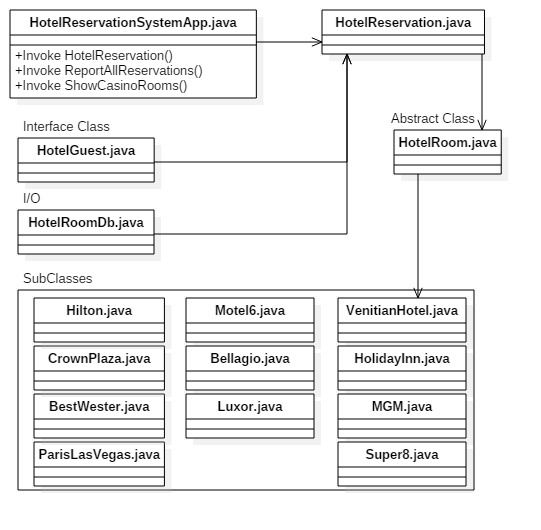 HotelReservationSystemApp.java
+Invoke HotelReservation()
+Invoke ReportAllReservations()
+Invoke ShowCasinoRooms()
HotelReservation.java
Interface Class
HotelGuest.java
Abstract Class
HotelRoom.java
I/O
HotelRoomDb.java
SubClasses
Hilton.java
Motel6.java
VenitianHotel.java
CrownPlaza.java
Bellagio.java
HolidayInn.java
BestWester.java
Luxor.java
MGM.java
ParisLasVegas.java
Super8.java